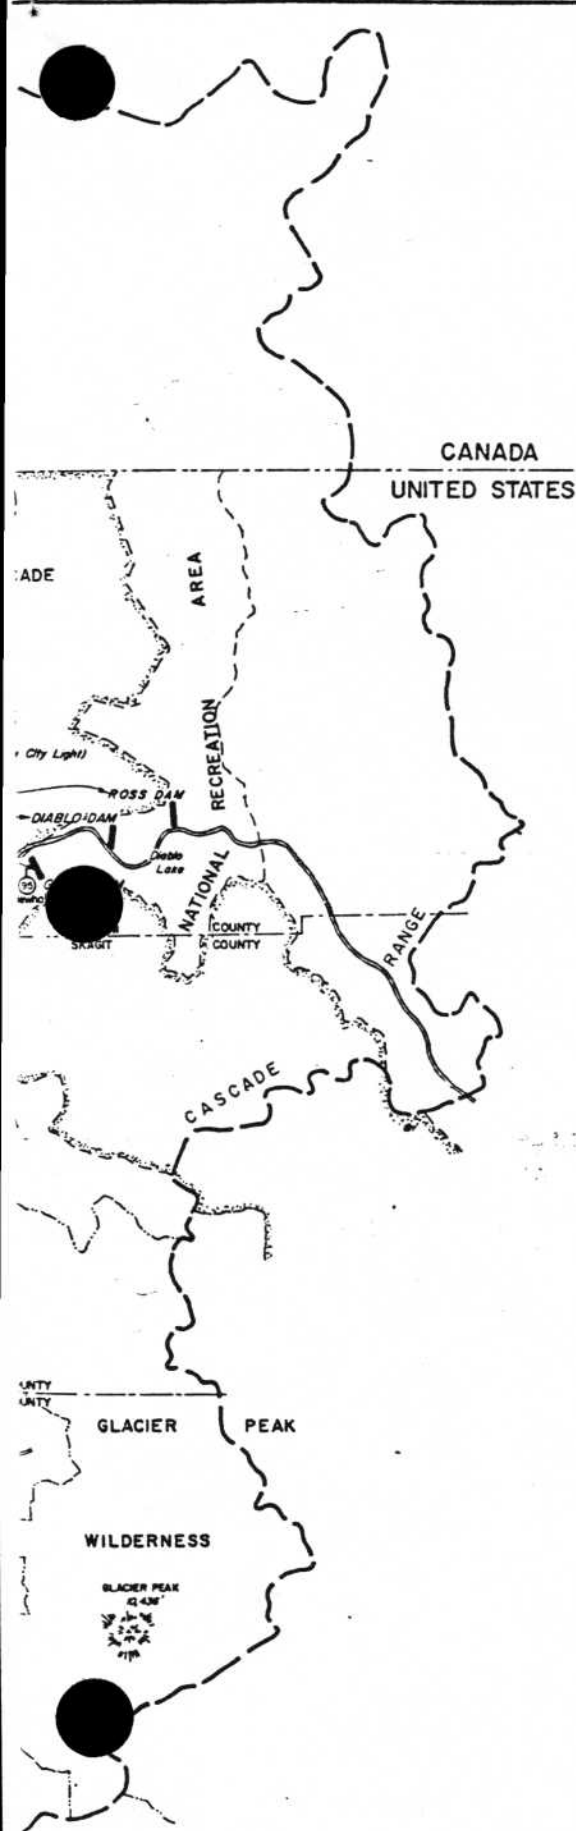 CANADA
UNITED STATES
AREA
RECREATION
NATIONAL
City Light)
ROSS DAM
DIABLO DAM
Diablo
Lake
95
COUNTY
SKAGIT COUNTY
RANGE
CASCADE
GLACIER PEAK
WILDERNESS
GLACIER PEAK